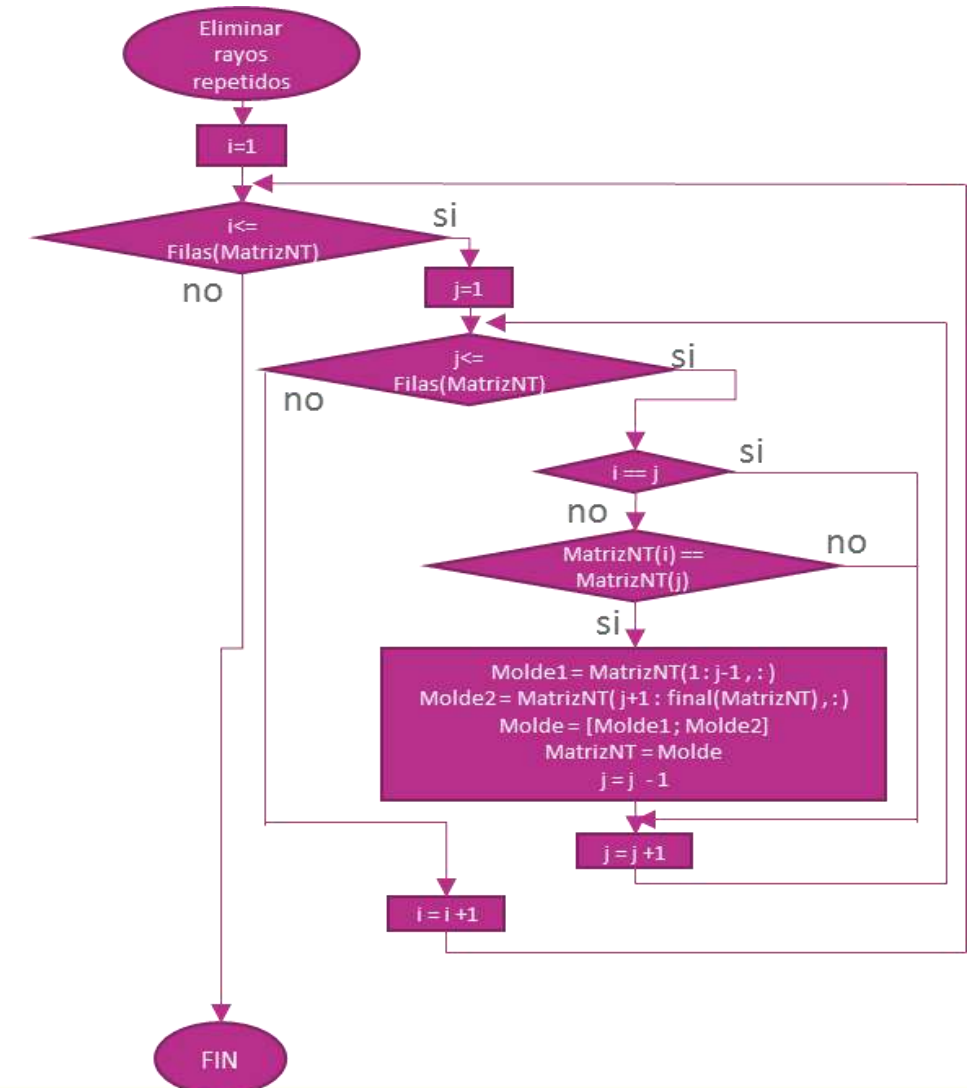 Eliminar
rayos
repetidos
i=1
i<=
Filas(MatrizNT)
si
no
j=1
j<=
Filas(MatrizNT)
si
no
i == j
si
no
MatrizNT(i) ==
MatrizNT(j)
no
si
Molde1 = MatrizNT(1 : j-1 , : )
Molde2 = MatrizNT( j+1 : final(MatrizNT) , : )
Molde = [Molde1 ; Molde2]
MatrizNT = Molde
j = j - 1
j = j +1
i = i +1
FIN